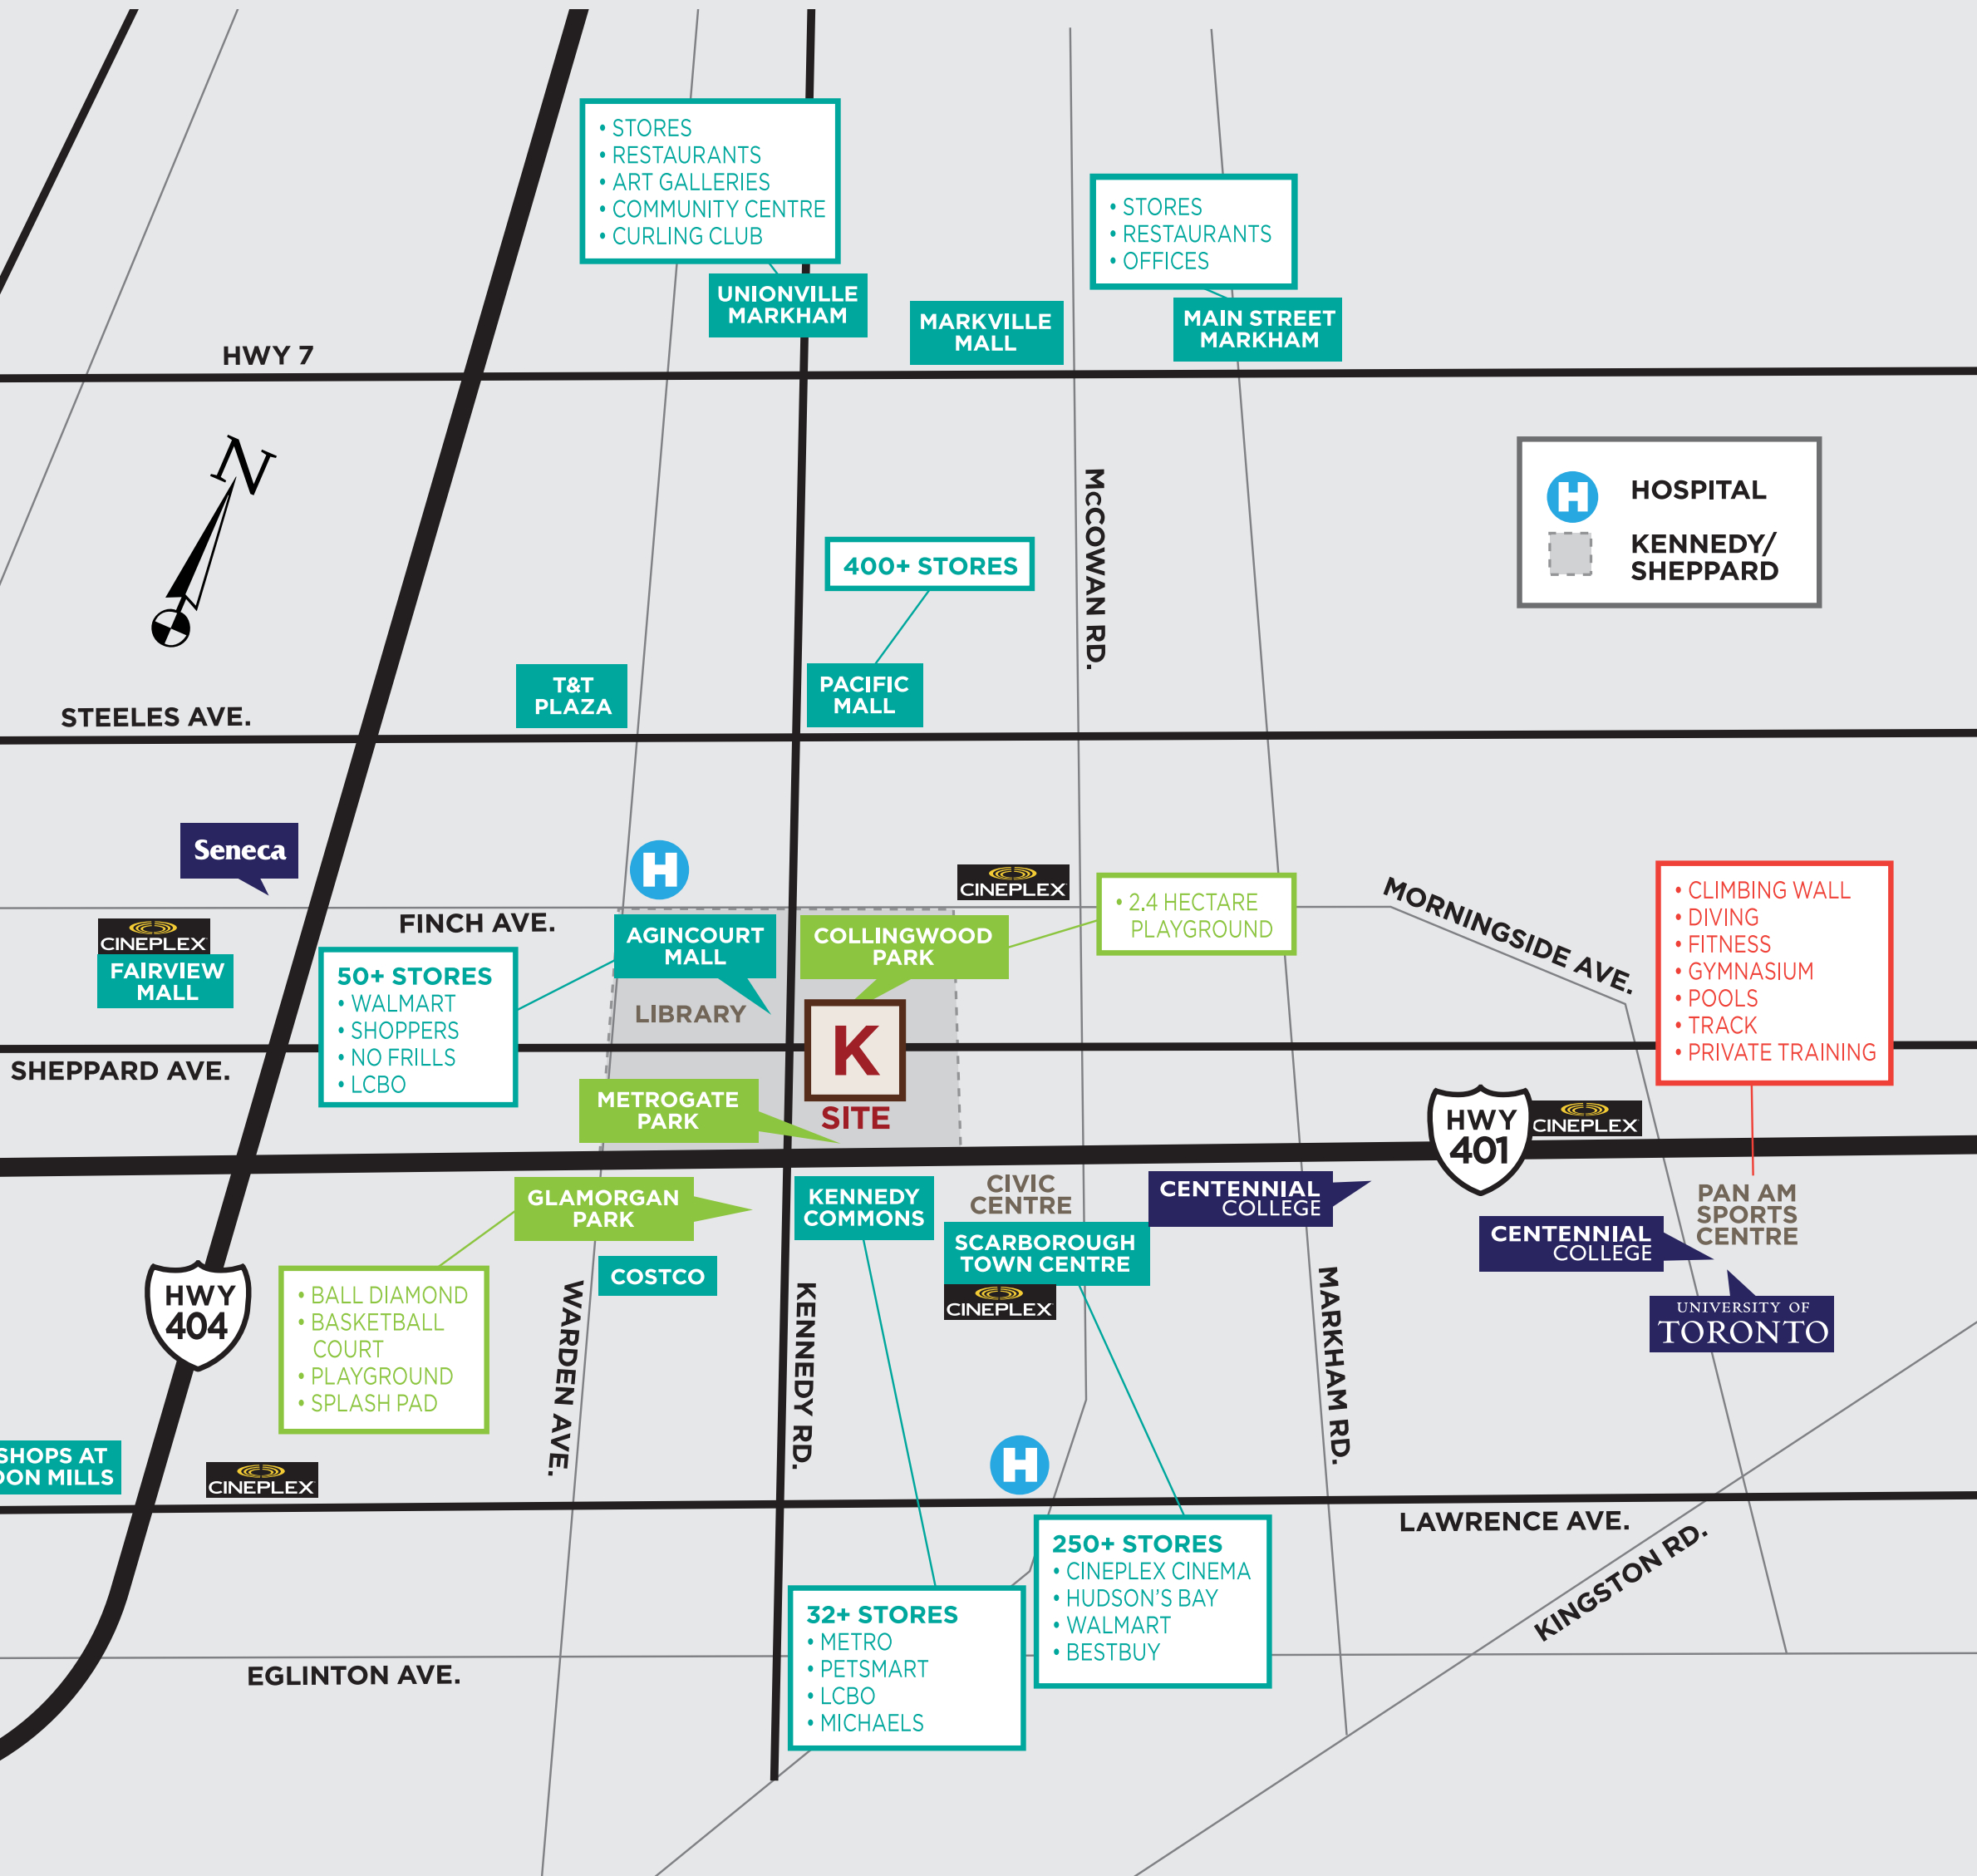 • STORES
• RESTAURANTS
• ART GALLERIES
• COMMUNITY CENTRE
• CURLING CLUB
UNIONVILLE
MARKHAM
• STORES
• RESTAURANTS
• OFFICES
MARKVILLE
MALL
MAIN STREET
MARKHAM
HWY 7
N
H
HOSPITAL
KENNEDY/
SHEPPARD
McCOWAN RD.
400+ STORES
T&T
PLAZA
PACIFIC
MALL
STEELES AVE.
Seneca
H
CINEPLEX
• 2.4 HECTARE
PLAYGROUND
MORNINGSIDE AVE.
• CLIMBING WALL
• DIVING
• FITNESS
• GYMNASIUM
• POOLS
• TRACK
• PRIVATE TRAINING
FINCH AVE.
CINEPLEX
FAIRVIEW
MALL
AGINCOURT
MALL
COLLINGWOOD
PARK
50+ STORES
• WALMART
• SHOPPERS
• NO FRILLS
• LCBO
LIBRARY
K
SITE
SHEPPARD AVE.
METROGATE
PARK
HWY
401
CINEPLEX
GLAMORGAN
PARK
KENNEDY
COMMONS
CIVIC
CENTRE
CENTENNIAL
COLLEGE
PAN AM
SPORTS
CENTRE
CENTENNIAL
COLLEGE
SCARBOROUGH
TOWN CENTRE
CINEPLEX
COSTCO
HWY
404
• BALL DIAMOND
• BASKETBALL
COURT
• PLAYGROUND
• SPLASH PAD
WARDEN AVE.
KENNEDY RD.
MARKHAM RD.
UNIVERSITY OF
TORONTO
SHOPS AT
DON MILLS
CINEPLEX
H
LAWRENCE AVE.
KINGSTON RD.
250+ STORES
• CINEPLEX CINEMA
• HUDSON'S BAY
• WALMART
• BESTBUY
32+ STORES
• METRO
• PETSMART
• LCBO
• MICHAELS
EGLINTON AVE.